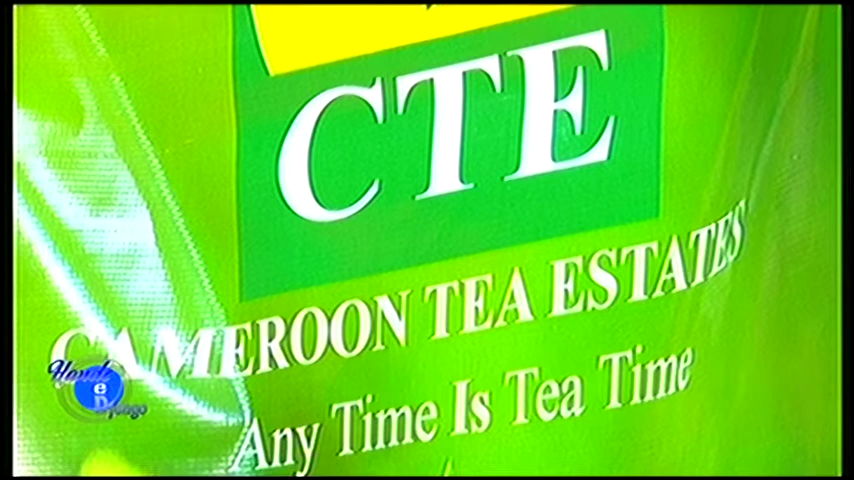 CTE
CAMEROON TEA ESTATES
Any Time Is Tea Time
e